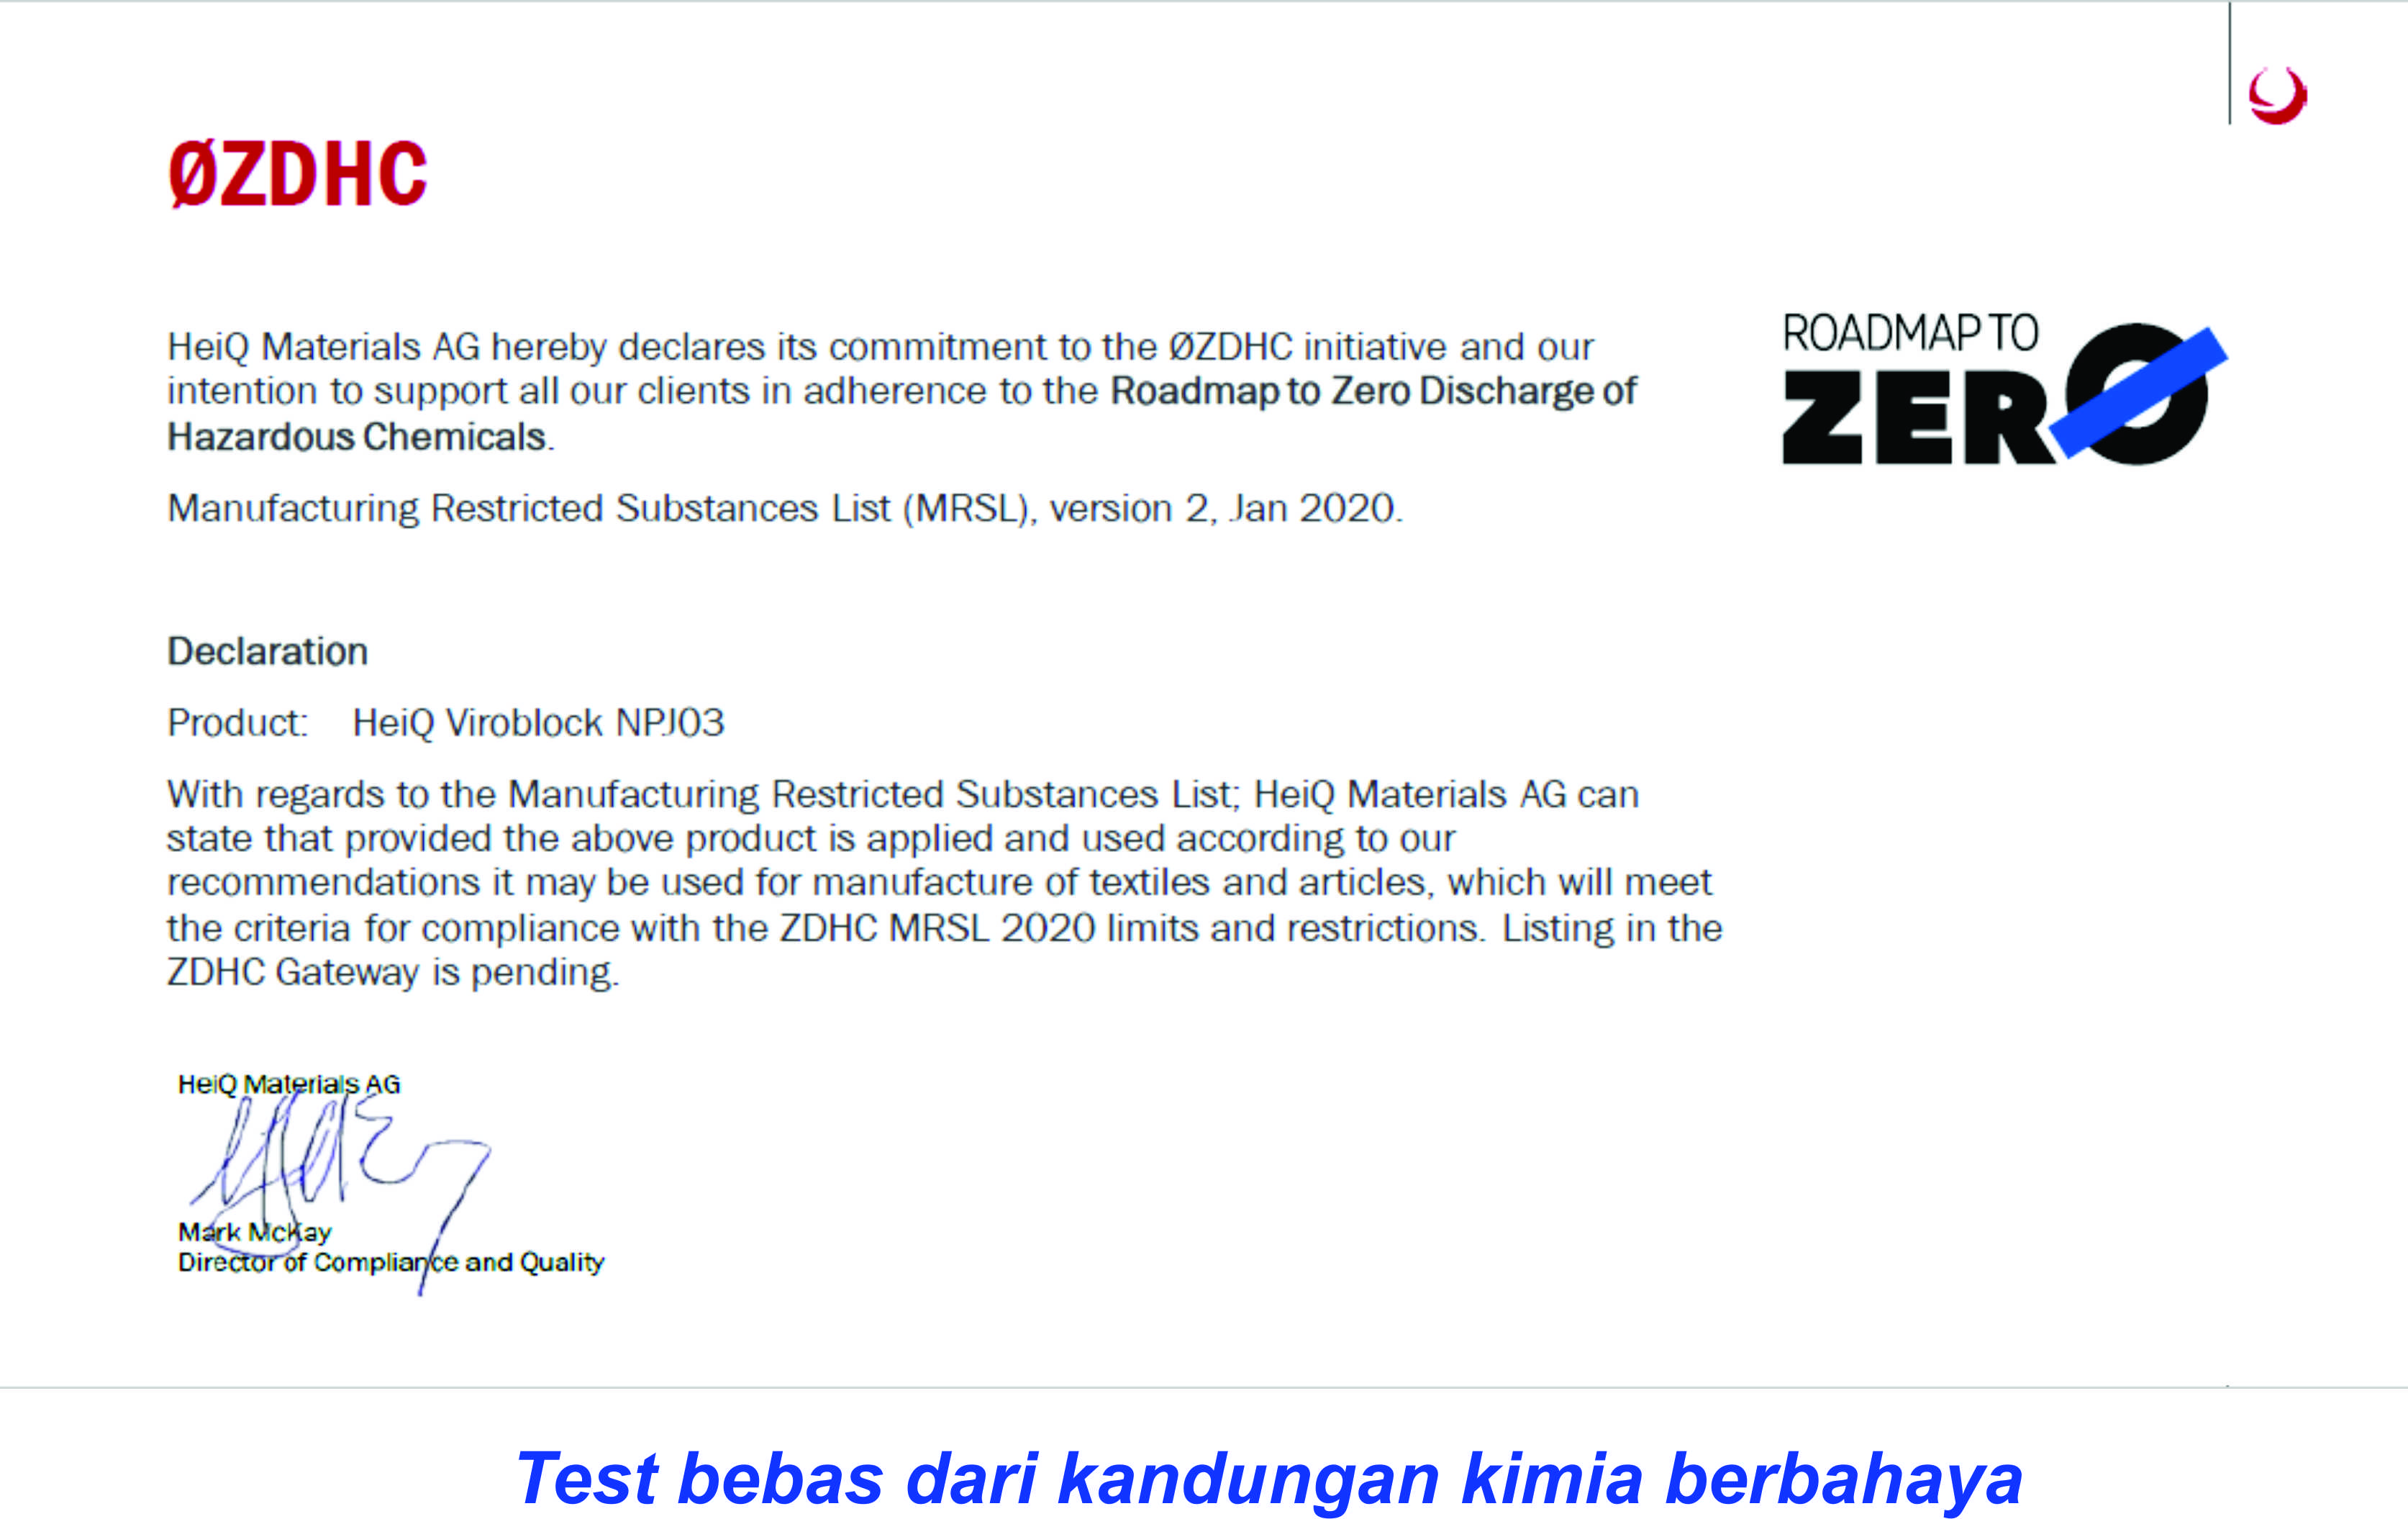 ØZDHC
HeiQ Materials AG hereby declares its commitment to the ØZDHC initiative and our
intention to support all our clients in adherence to the Roadmap to Zero Discharge of
Hazardous Chemicals.
ROADMAP TO
ZERO
Manufacturing Restricted Substances List (MRSL), version 2, Jan 2020.
Declaration
Product: HeiQ Viroblock NPJ03
With regards to the Manufacturing Restricted Substances List; HeiQ Materials AG can
state that provided the above product is applied and used according to our
recommendations it may be used for manufacture of textiles and articles, which will meet
the criteria for compliance with the ZDHC MRSL 2020 limits and restrictions. Listing in the
ZDHC Gateway is pending.
HeiQ Materials AG
Mark McKay
Director of Compliance and Quality
Test bebas dari kandungan kimia berbahaya